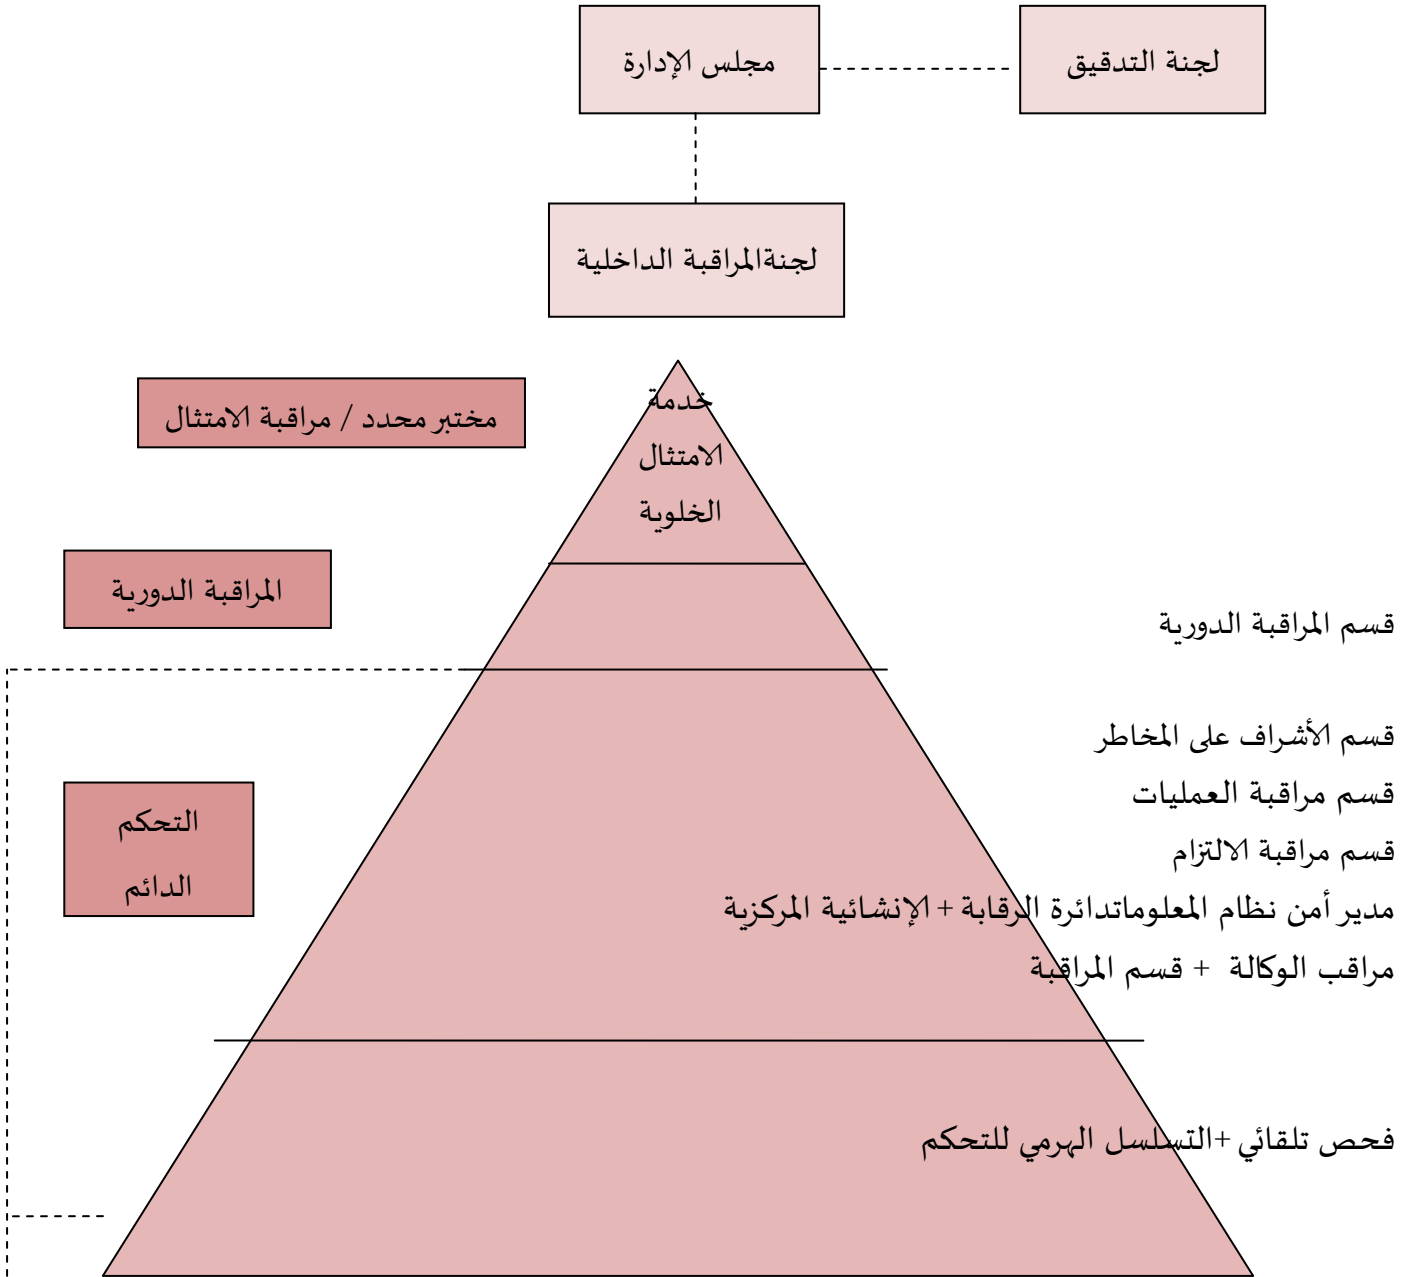 لجنة التدقيق
مجلس الإدارة
لجنةالمراقبة الداخلية
خدمة
الامتثال
الخلوية
مختبر محدد / مراقبة الامتثال
المراقبة الدورية
قسم المراقبة الدورية
قسم الأشراف على المخاطر
قسم مراقبة العمليات
التحكم
الدائم
قسم مراقبة الالتزام
مدير أمن نظام المعلوماتدائرة الرقابة + الإنشائية المركزية
مراقب الوكالة + قسم المراقبة
فحص تلقائي +التسلسل الهرمي للتحكم